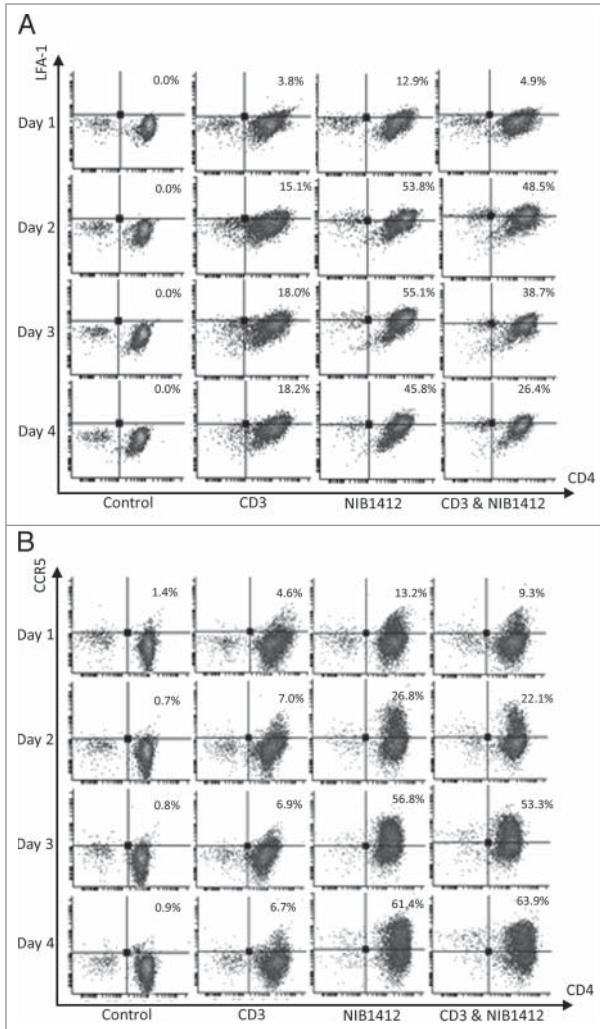 A
LFA-1
0.0% 3.8% 12.9% 4.9%
Day 1
15.1% 53.8% 48.5%
0.0%
Day 2
0.0% 18.0% 55.1% 38.7%
Day 3
0.0% 18.2% 45.8% 26.4%
Day 4
CD4
Control CD3 NIB1412 CD3 & NIB1412
B
CCR5
1.4% 4.6% 13.2% 9.3%
Day 1
0.7% 7.0% 26.8% 22.1%
Day 2
0.8% 6.9% 56.8% 53.3%
Day 3
0.9% 6.7% 61.4% 63.9%
Day 4
CD4
Control CD3 NIB1412 CD3 & NIB1412